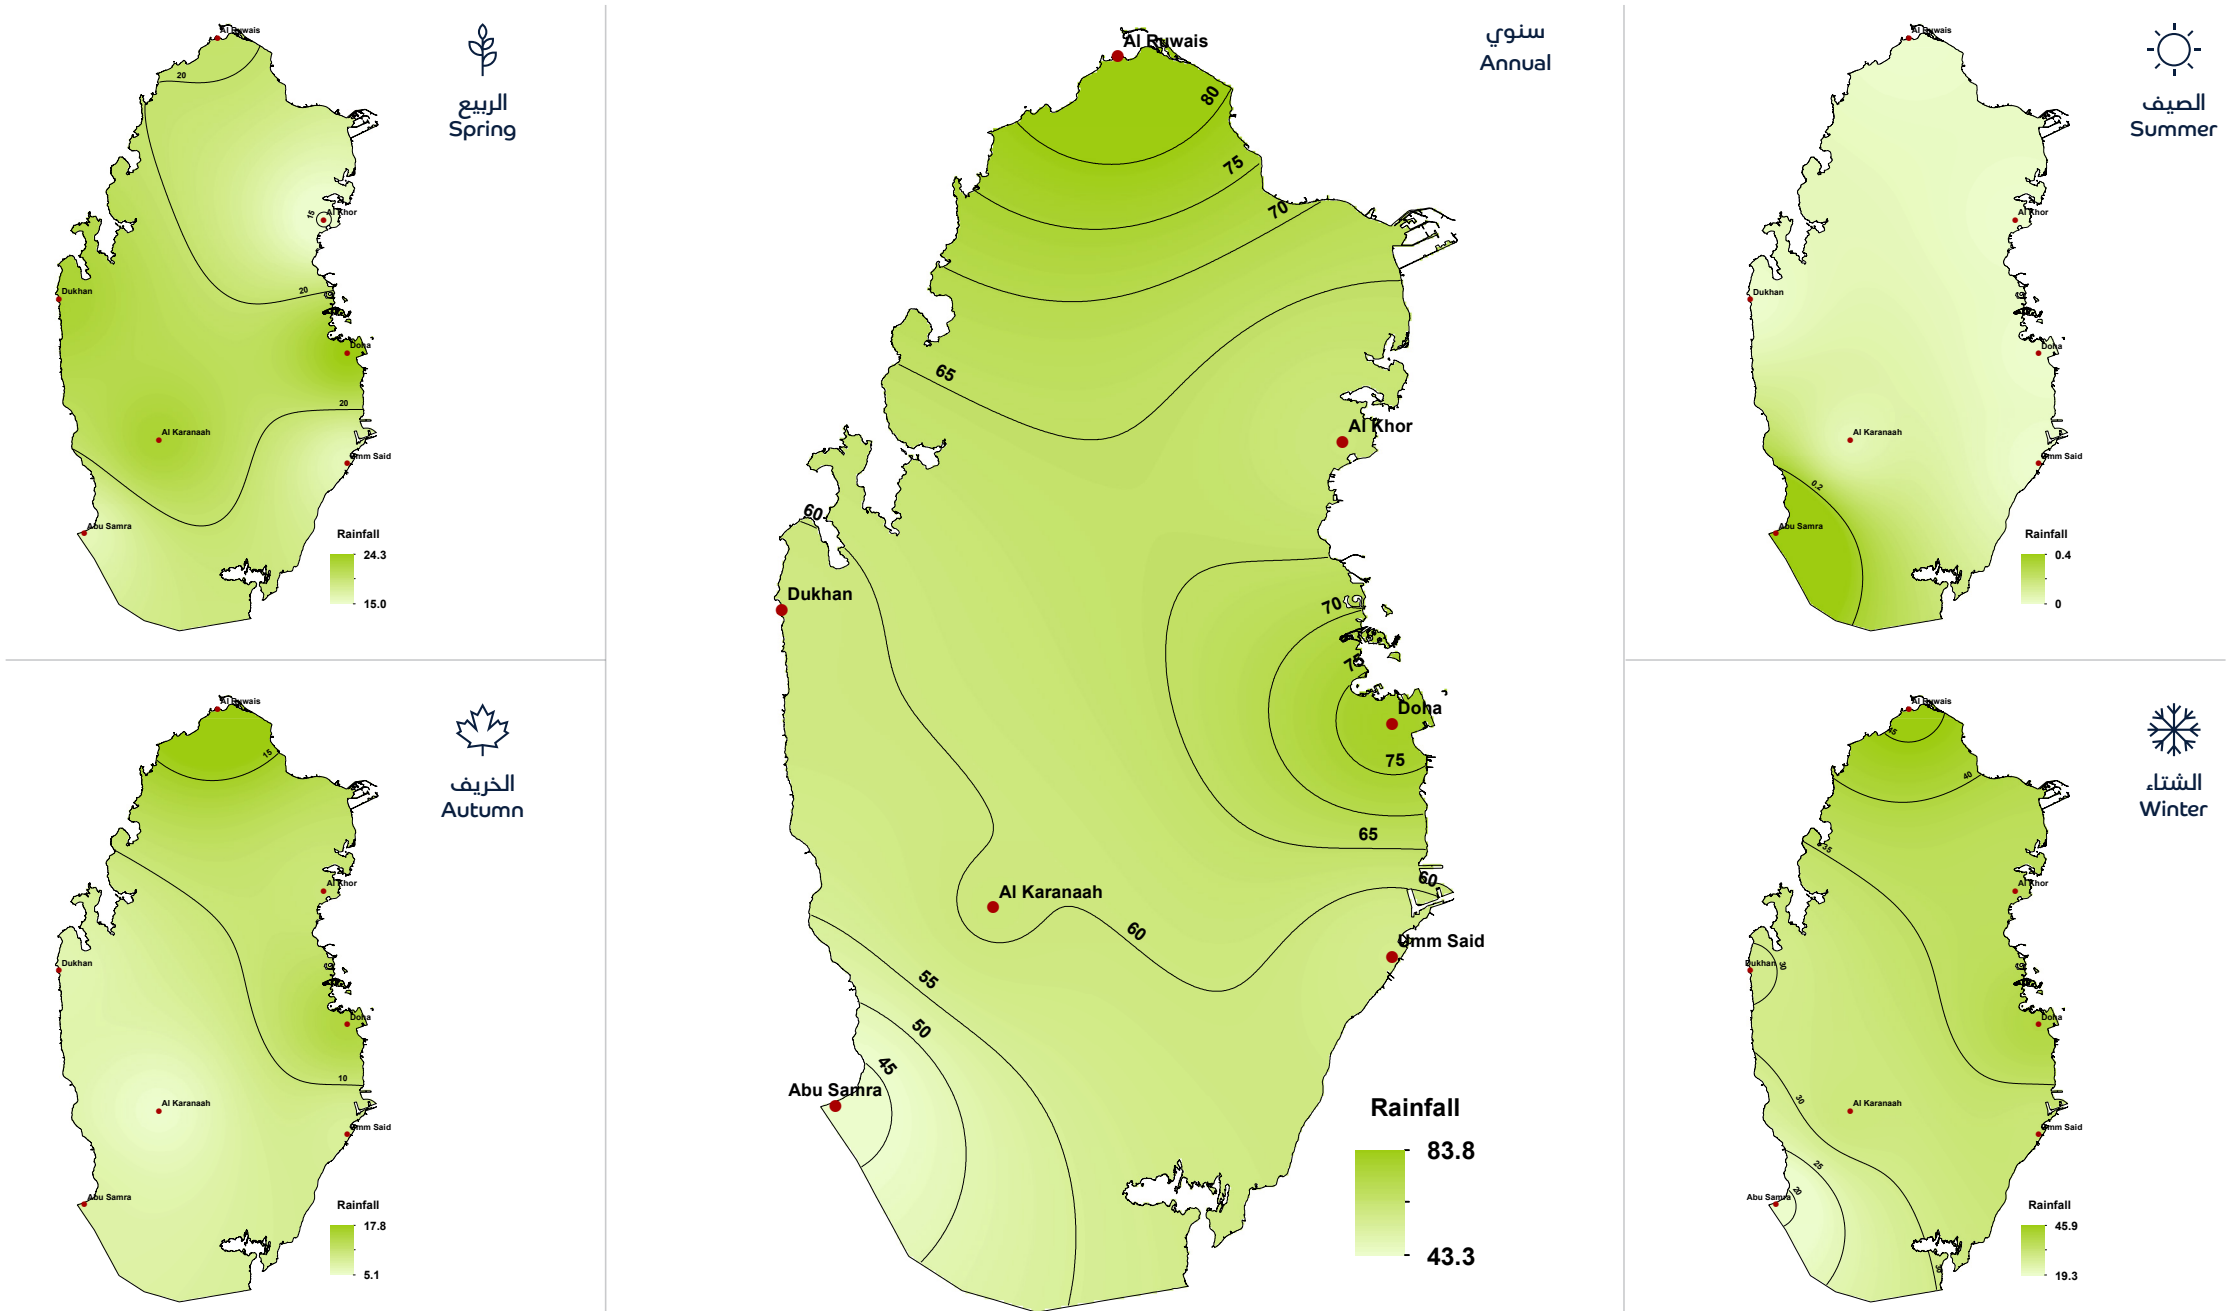 Al Ruwais
20
الربيع
Spring
15
Al Khor
Dukhan
20
Doha
20
Al Karanaah
Umm Said
Abu Samra
Rainfall
24.3
15.0
Al Ruwais
15
الخريف
Autumn
Al Khor
Dukhan
Doha
10
Al Karanaah
Umm Said
Abu Samra
Rainfall
17.8
5.1
سنوي
Annual
Al Ruwais
80
75
70
65
Al Khor
60
Dukhan
70
75
Doha
75
65
60
Al Karanaah
60
Umm Said
55
50
45
Abu Samra
Rainfall
83.8
43.3
Al Ruwais
الصيف
Summer
Al Khor
Dukhan
Doha
Al Karanaah
Umm Said
0.2
Abu Samra
Rainfall
0.4
0
Al Ruwais
45
40
الشتاء
Winter
35
Al Khor
Dukhan
30
Doha
30
Al Karanaah
Umm Said
25
20
Abu Samra
Rainfall
45.9
19.3
30